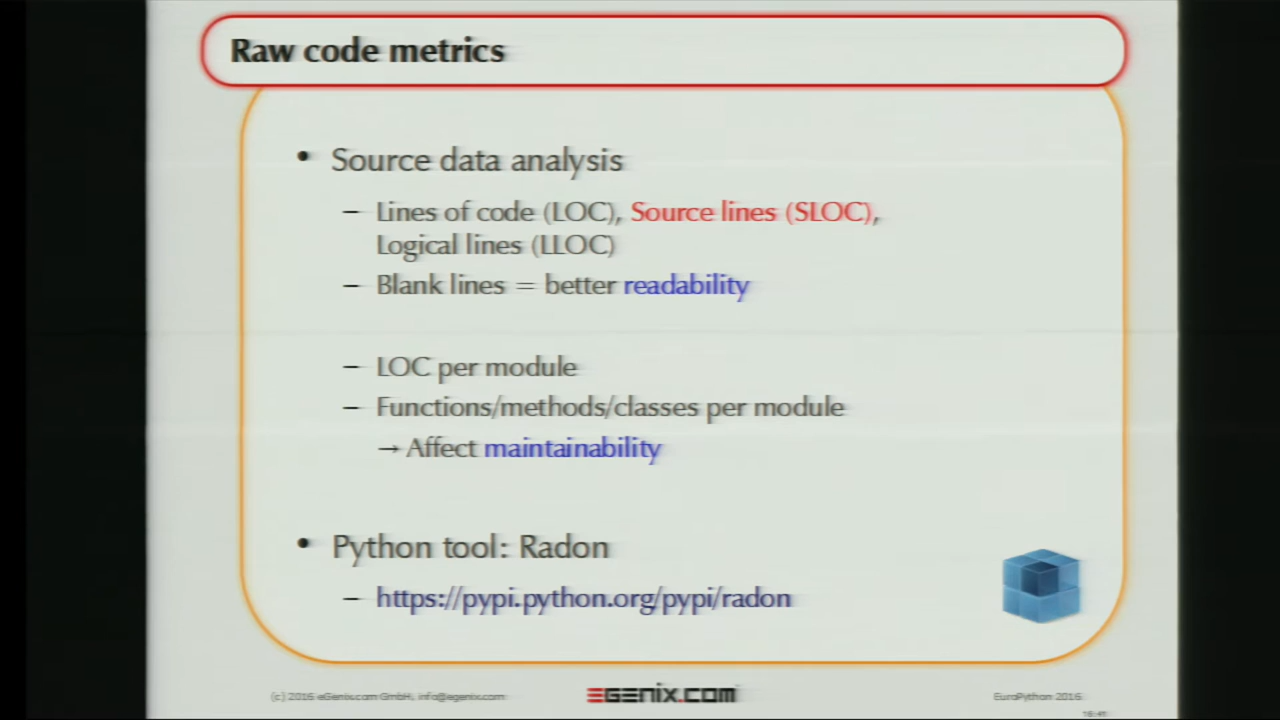 Raw code metrics
• Source data analysis
– Lines of code (LOC), Source lines (SLOC),
Logical lines (LLOC)
– Blank lines = better readability
– LOC per module
– Functions/methods/classes per module
→ Affect maintainability
• Python tool: Radon
– https://pypi.python.org/pypi/radon
(c) 2016 eGenix.com GmbH, info@egenix.com
EGENIX.COM
EuroPython 2016